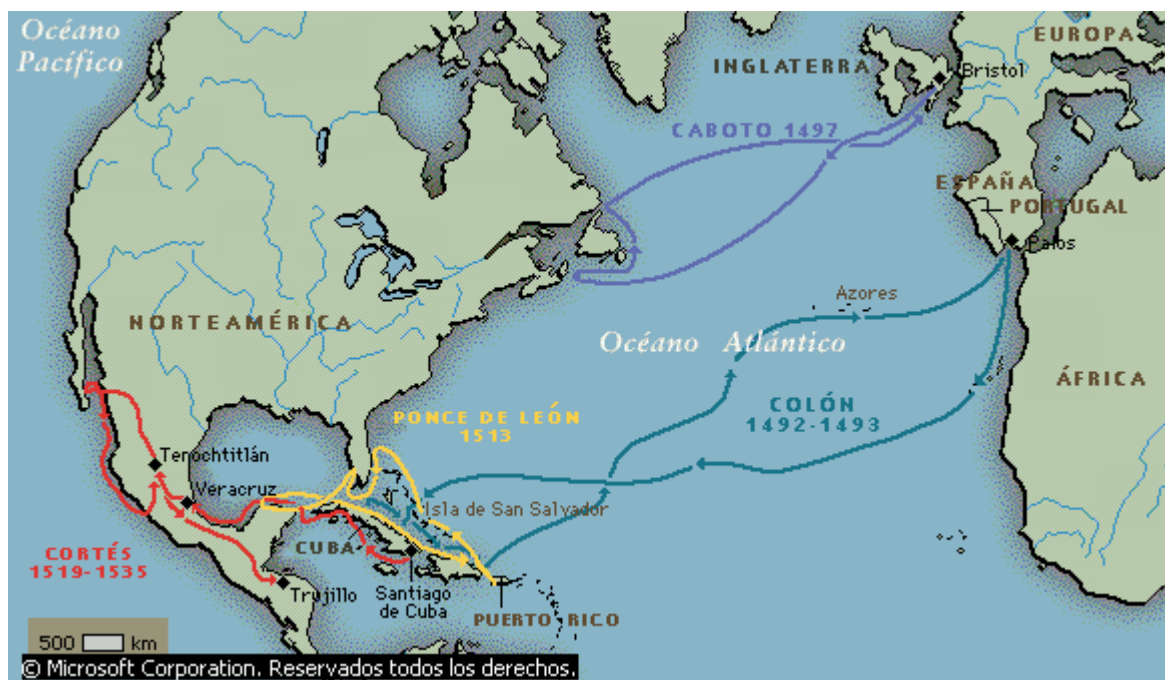 Océano
Pacífico
EUROPA
INGLATERRA
Bristol
CABOTO 1497
ESPAÑA
PORTUGAL
Palos
Azores
NORTEAMÉRICA
Océano Atlántico
ÁFRICA
COLÓN
1492-1493
PONCE DE LEÓN
1513
Tenochtitlán
Veracruz
Isla de San Salvador
CUBA
CORTÉS
1519-1535
Trujillo
Santiago
de Cuba
PUERTO RICO
500 km
© Microsoft Corporation. Reservados todos los derechos.